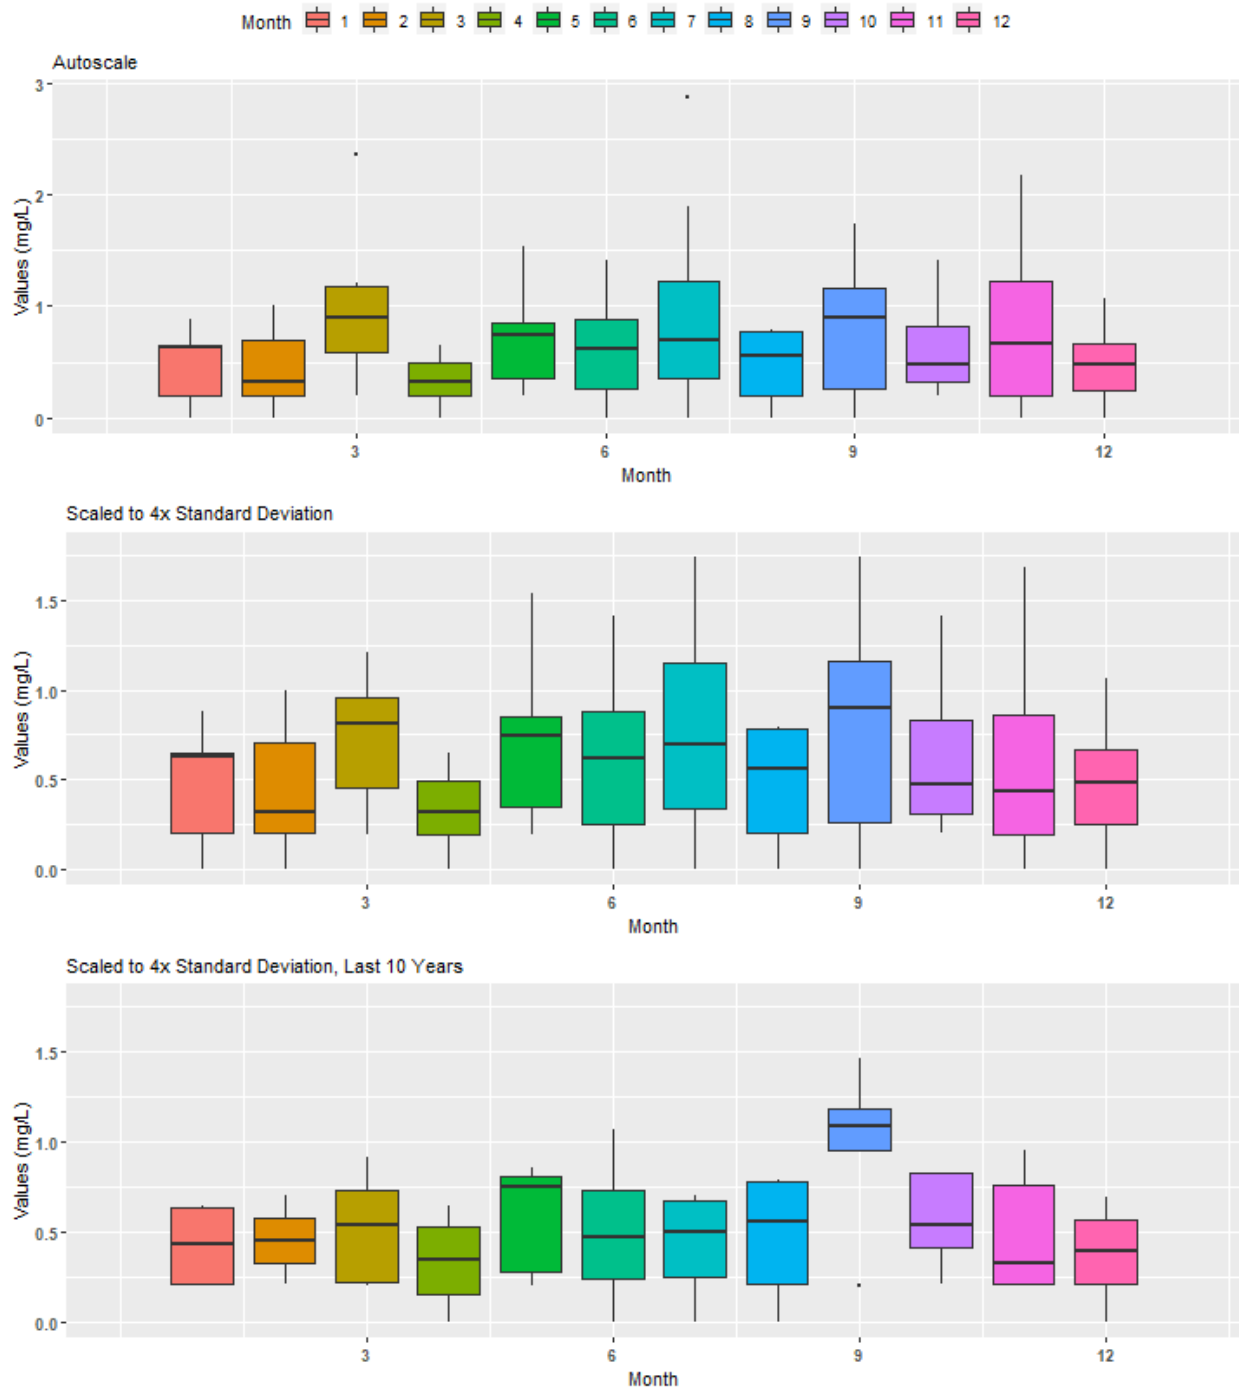 Month 1 2 3 4 5 6 7 8 9 10 11 12
Autoscale
Values (mg/L)
3
2
1
0
3 6 9 12
Month
Scaled to 4x Standard Deviation
Values (mg/L)
1.5
1.0
0.5
0.0
3 6 9 12
Month
Scaled to 4x Standard Deviation, Last 10 Years
Values (mg/L)
1.5
1.0
0.5
0.0
3 6 9 12
Month